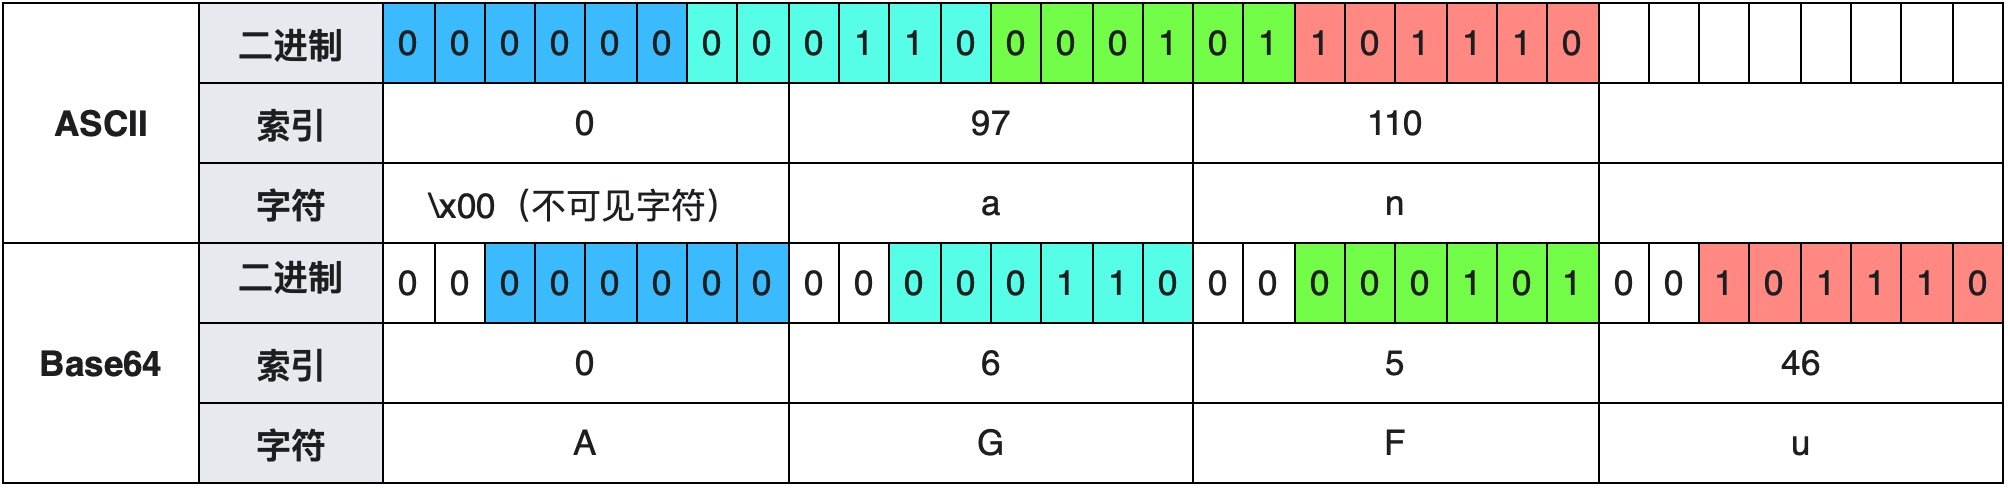 ASCII
二进制 0 0 0 0 0 0 0 0 0 1 1 0 0 0 0 1 0 1 1 0 1 1 1 0
索引 0 97 110
字符 \x00（不可见字符） a n
Base64
二进制 0 0 0 0 0 0 0 0 0 0 0 0 0 1 1 0 0 0 0 0 0 1 0 1 0 0 1 0 1 1 1 0
索引 0 6 5 46
字符 A G F u